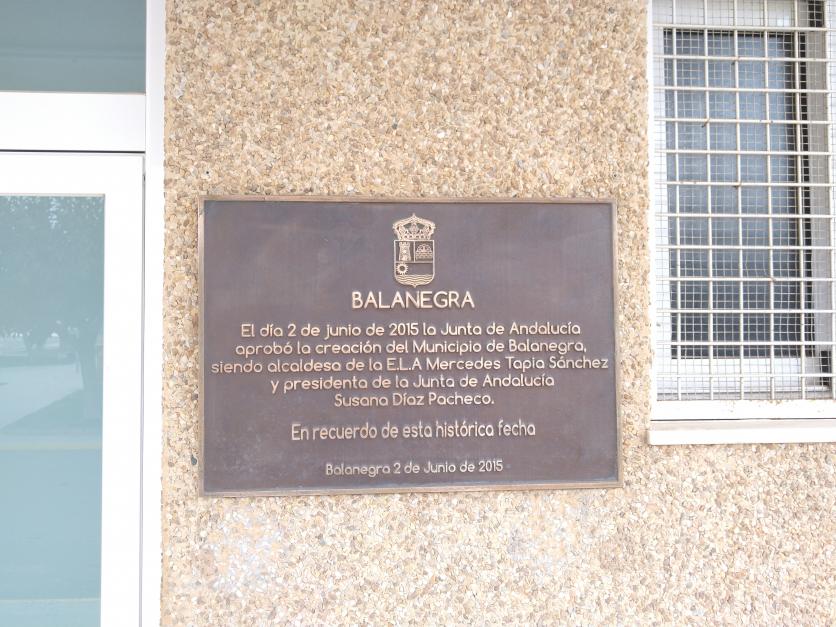 BALANEGRA
El día 2 de junio de 2015 la Junta de Andalucía
aprobó la creación del Municipio de Balanegra,
siendo alcaldesa de la E.L.A Mercedes Tapia Sánchez
y presidenta de la Junta de Andalucía
Susana Díaz Pacheco.
En recuerdo de esta histórica fecha
Balanegra 2 de Junio de 2015